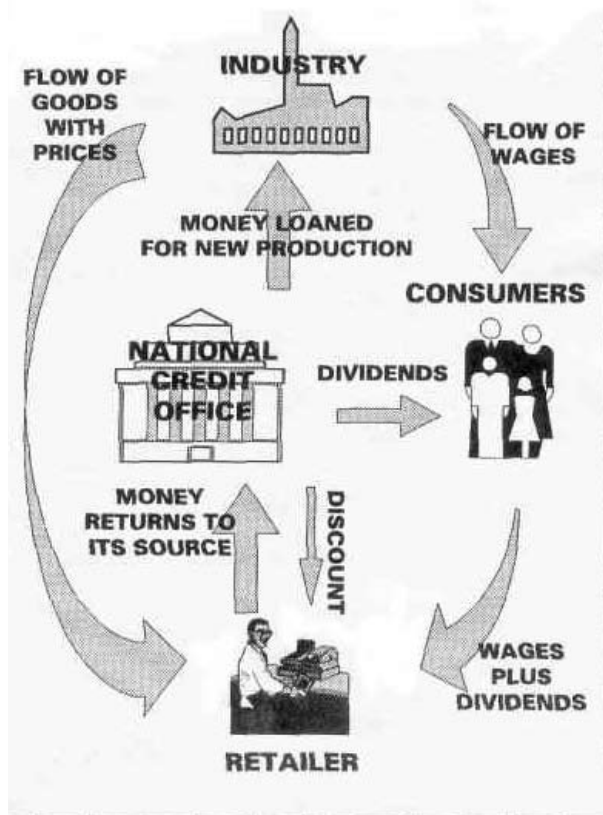 INDUSTRY
FLOW OF
GOODS
WITH
PRICES
FLOW OF
WAGES
MONEY LOANED
FOR NEW PRODUCTION
CONSUMERS
NATIONAL
CREDIT
OFFICE
DIVIDENDS
MONEY
RETURNS TO
ITS SOURCE
DISCOUNT
WAGES
PLUS
DIVIDENDS
RETAILER